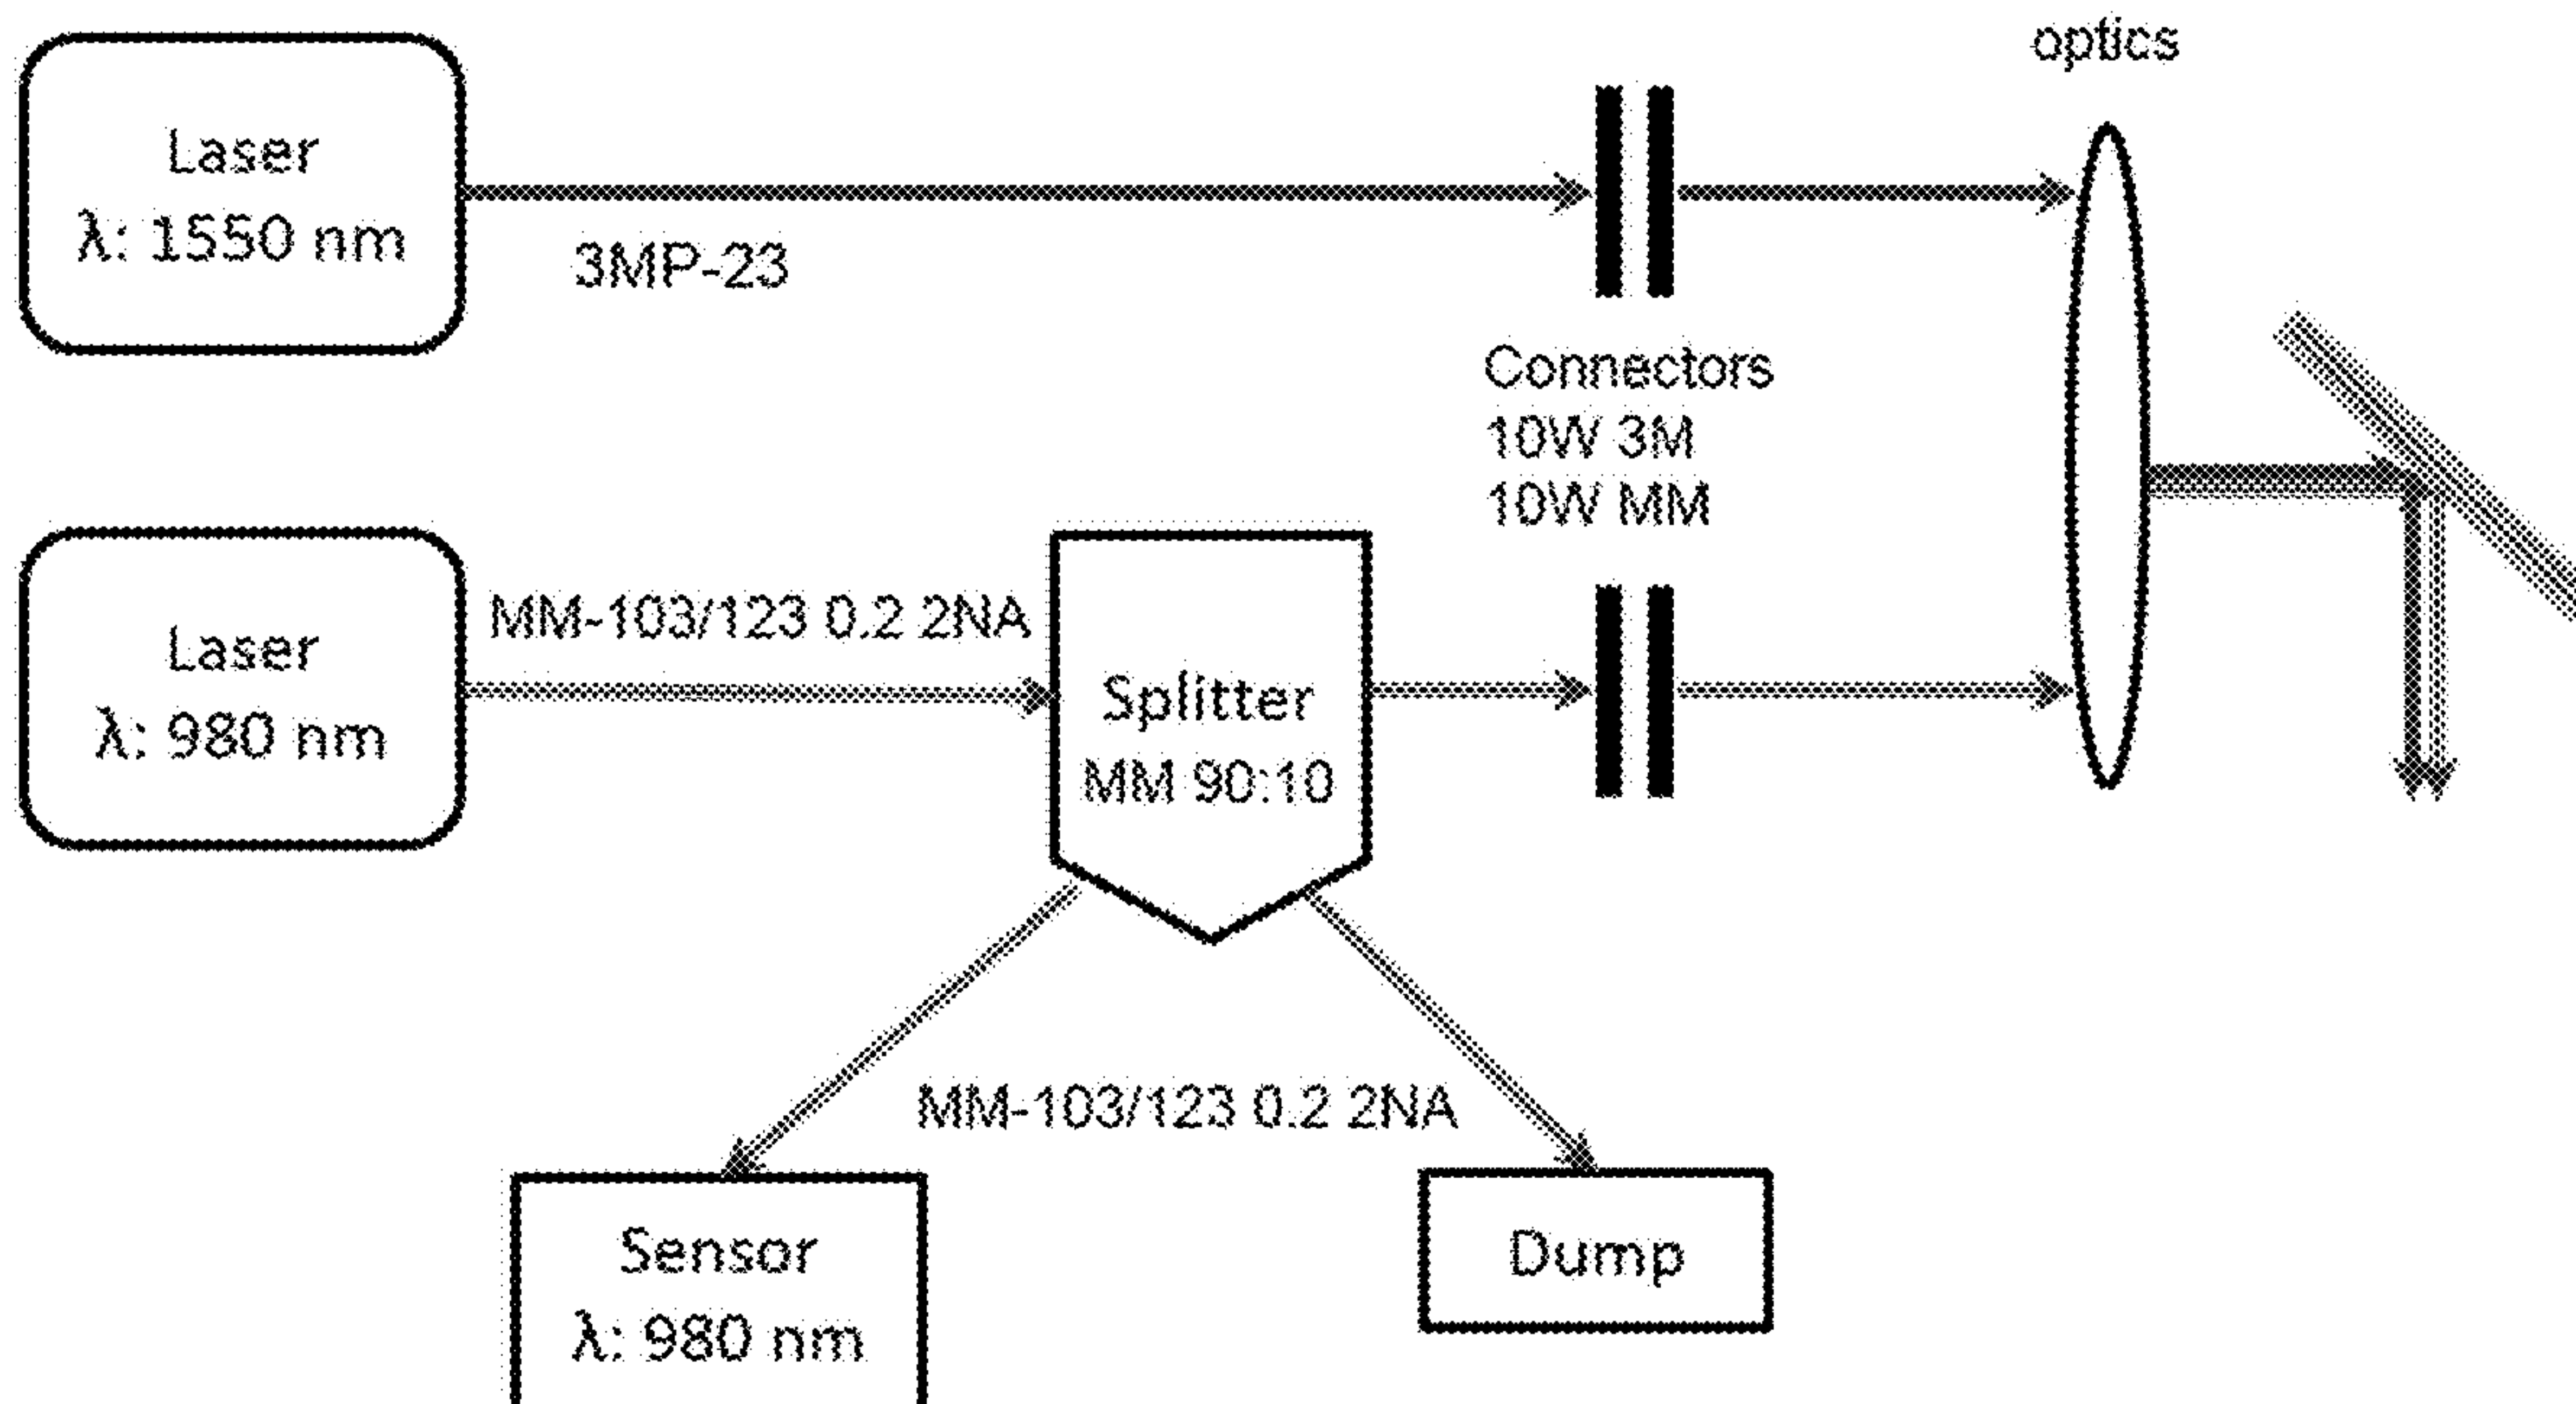 optics
Laser
λ: 1550 nm
3MP-23
Connectors
10W 3M
10W MM
Laser
λ: 980 nm
MM-103/123 0.2 2NA
Splitter
MM 90:10
MM-103/123 0.2 2NA
Sensor
λ: 980 nm
Dump